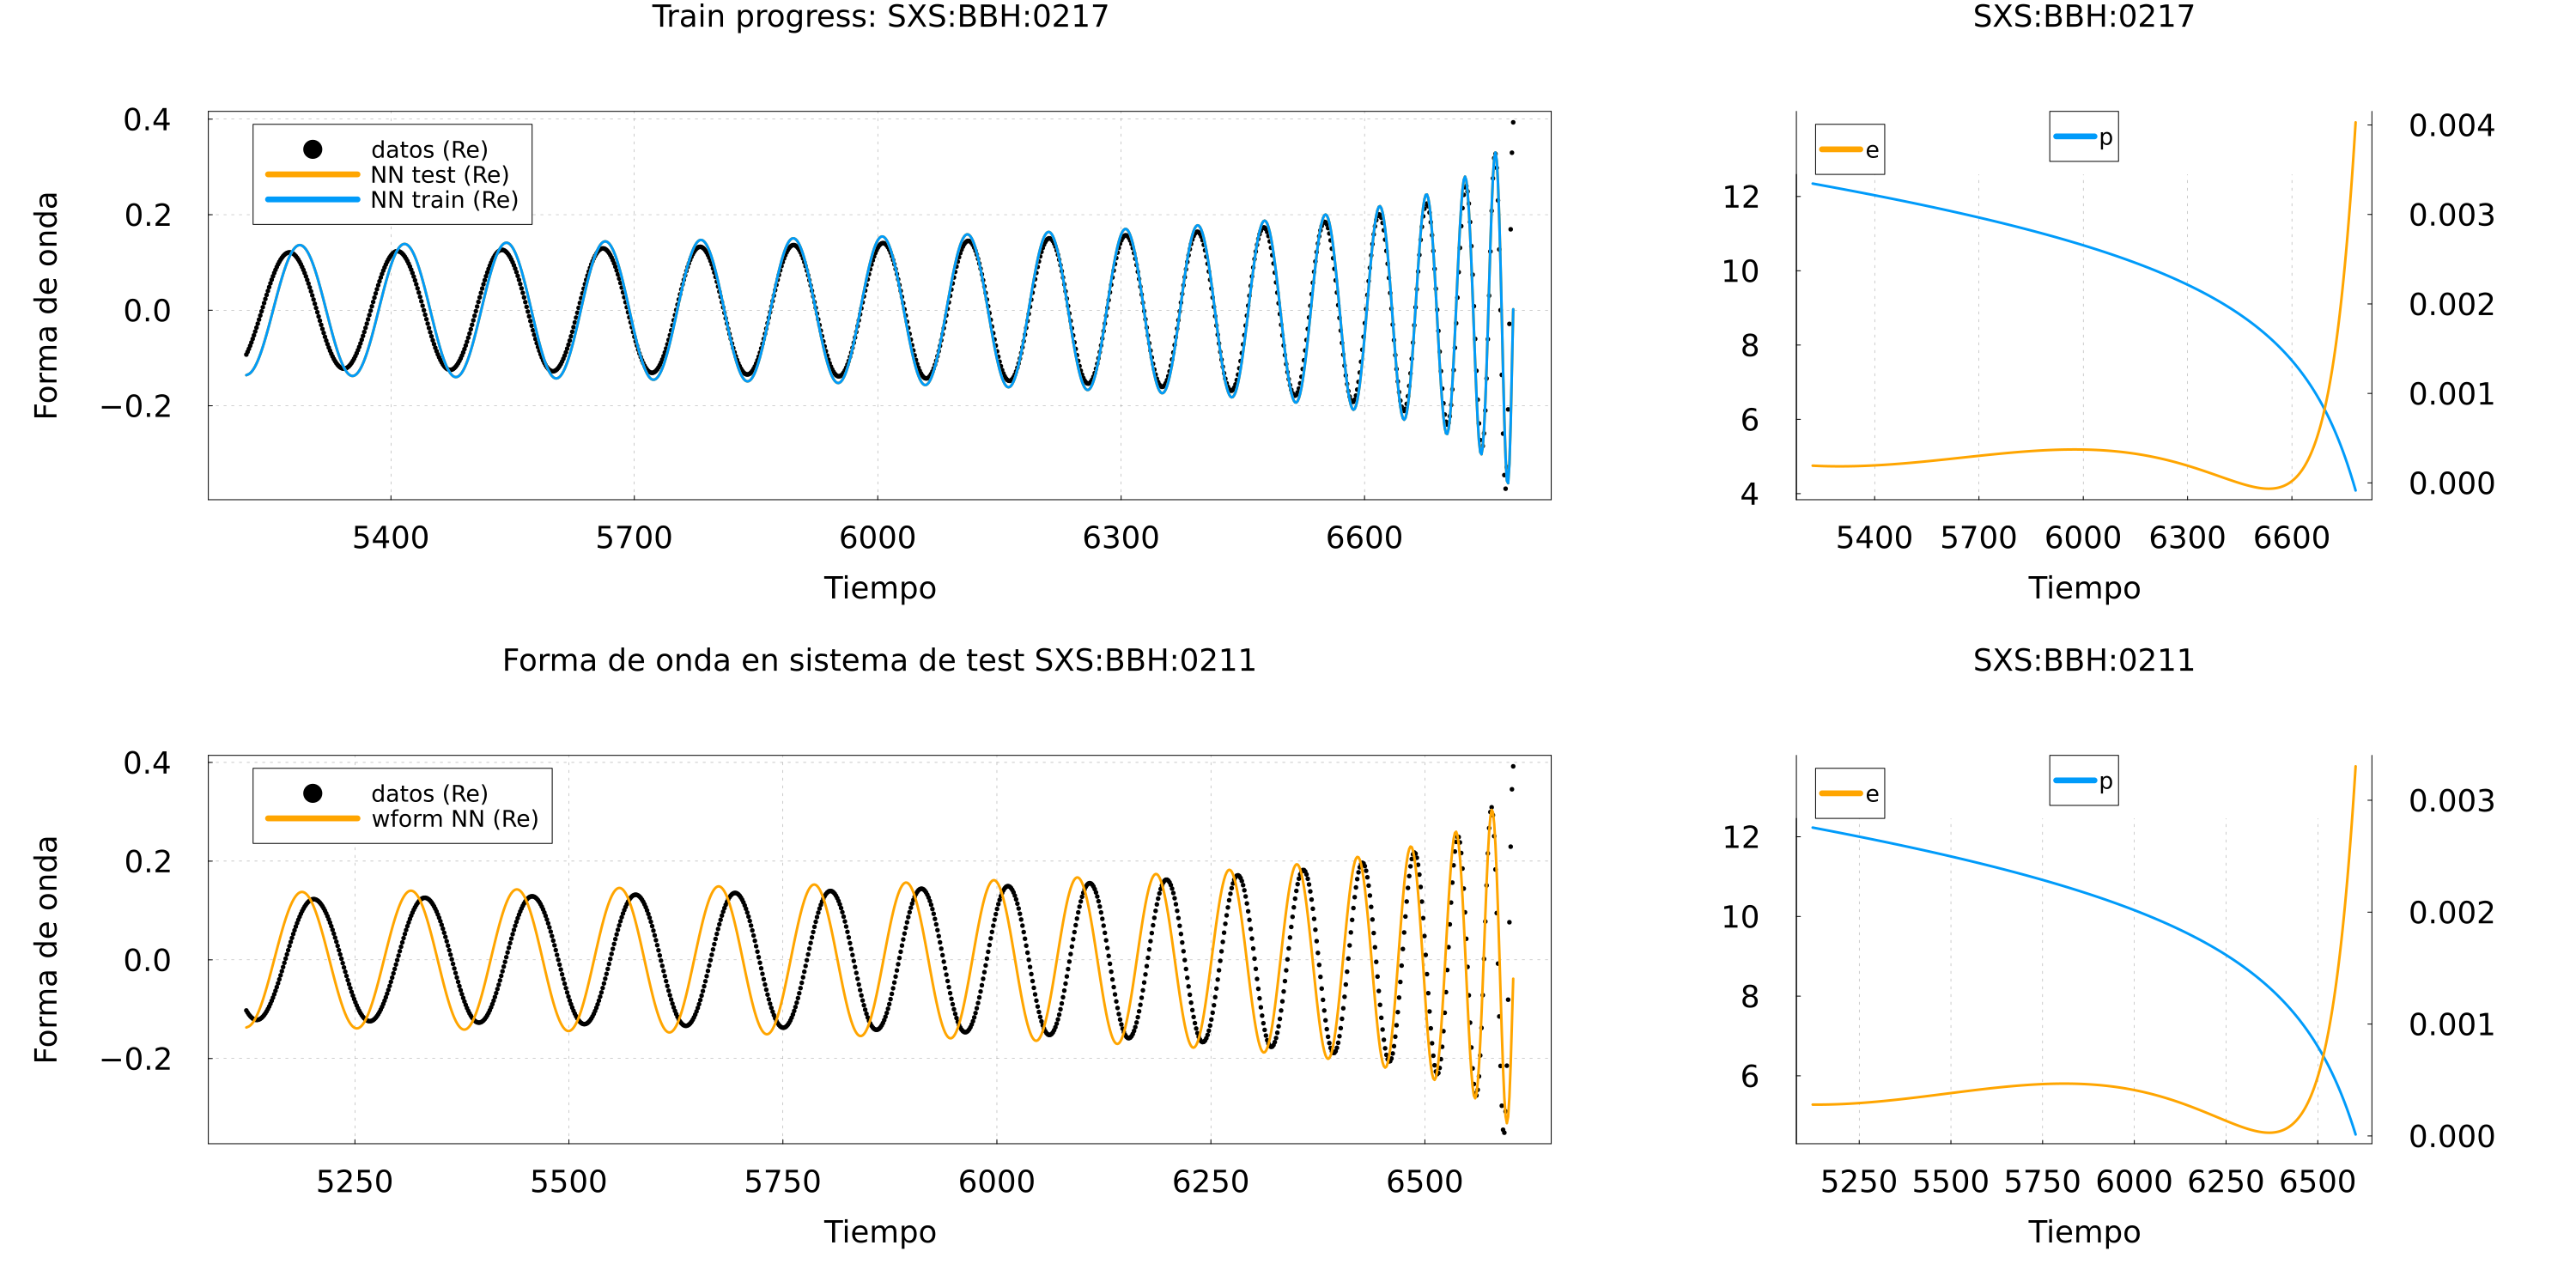 Train progress: SXS:BBH:0217
Forma de onda
0.4
0.2
0.0
−0.2
datos (Re)
NN test (Re)
NN train (Re)
5400 5700 6000 6300 6600
Tiempo
SXS:BBH:0217
12
10
8
6
4
e
p
0.004
0.003
0.002
0.001
0.000
5400 5700 6000 6300 6600
Tiempo
Forma de onda en sistema de test SXS:BBH:0211
Forma de onda
0.4
0.2
0.0
−0.2
datos (Re)
wform NN (Re)
5250 5500 5750 6000 6250 6500
Tiempo
SXS:BBH:0211
12
10
8
6
e
p
0.003
0.002
0.001
0.000
5250 5500 5750 6000 6250 6500
Tiempo